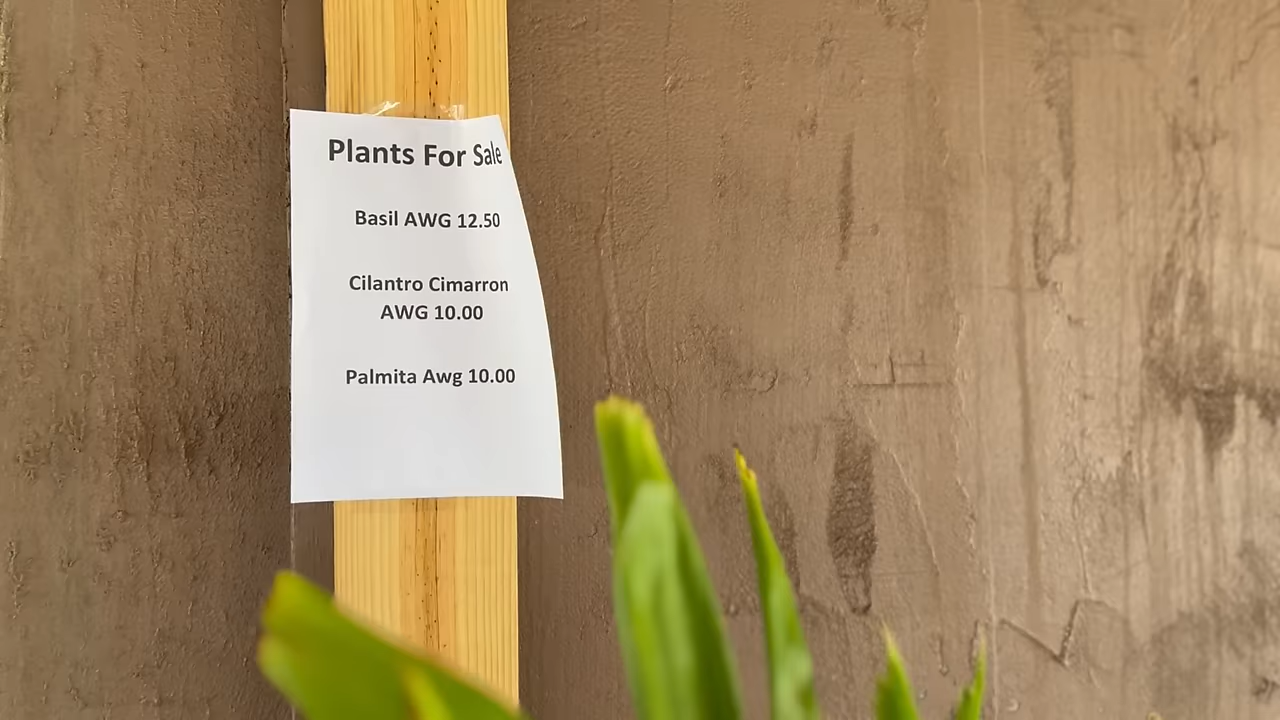 Plants For Sale
Basil AWG 12.50
Cilantro Cimarron
AWG 10.00
Palmita Awg 10.00